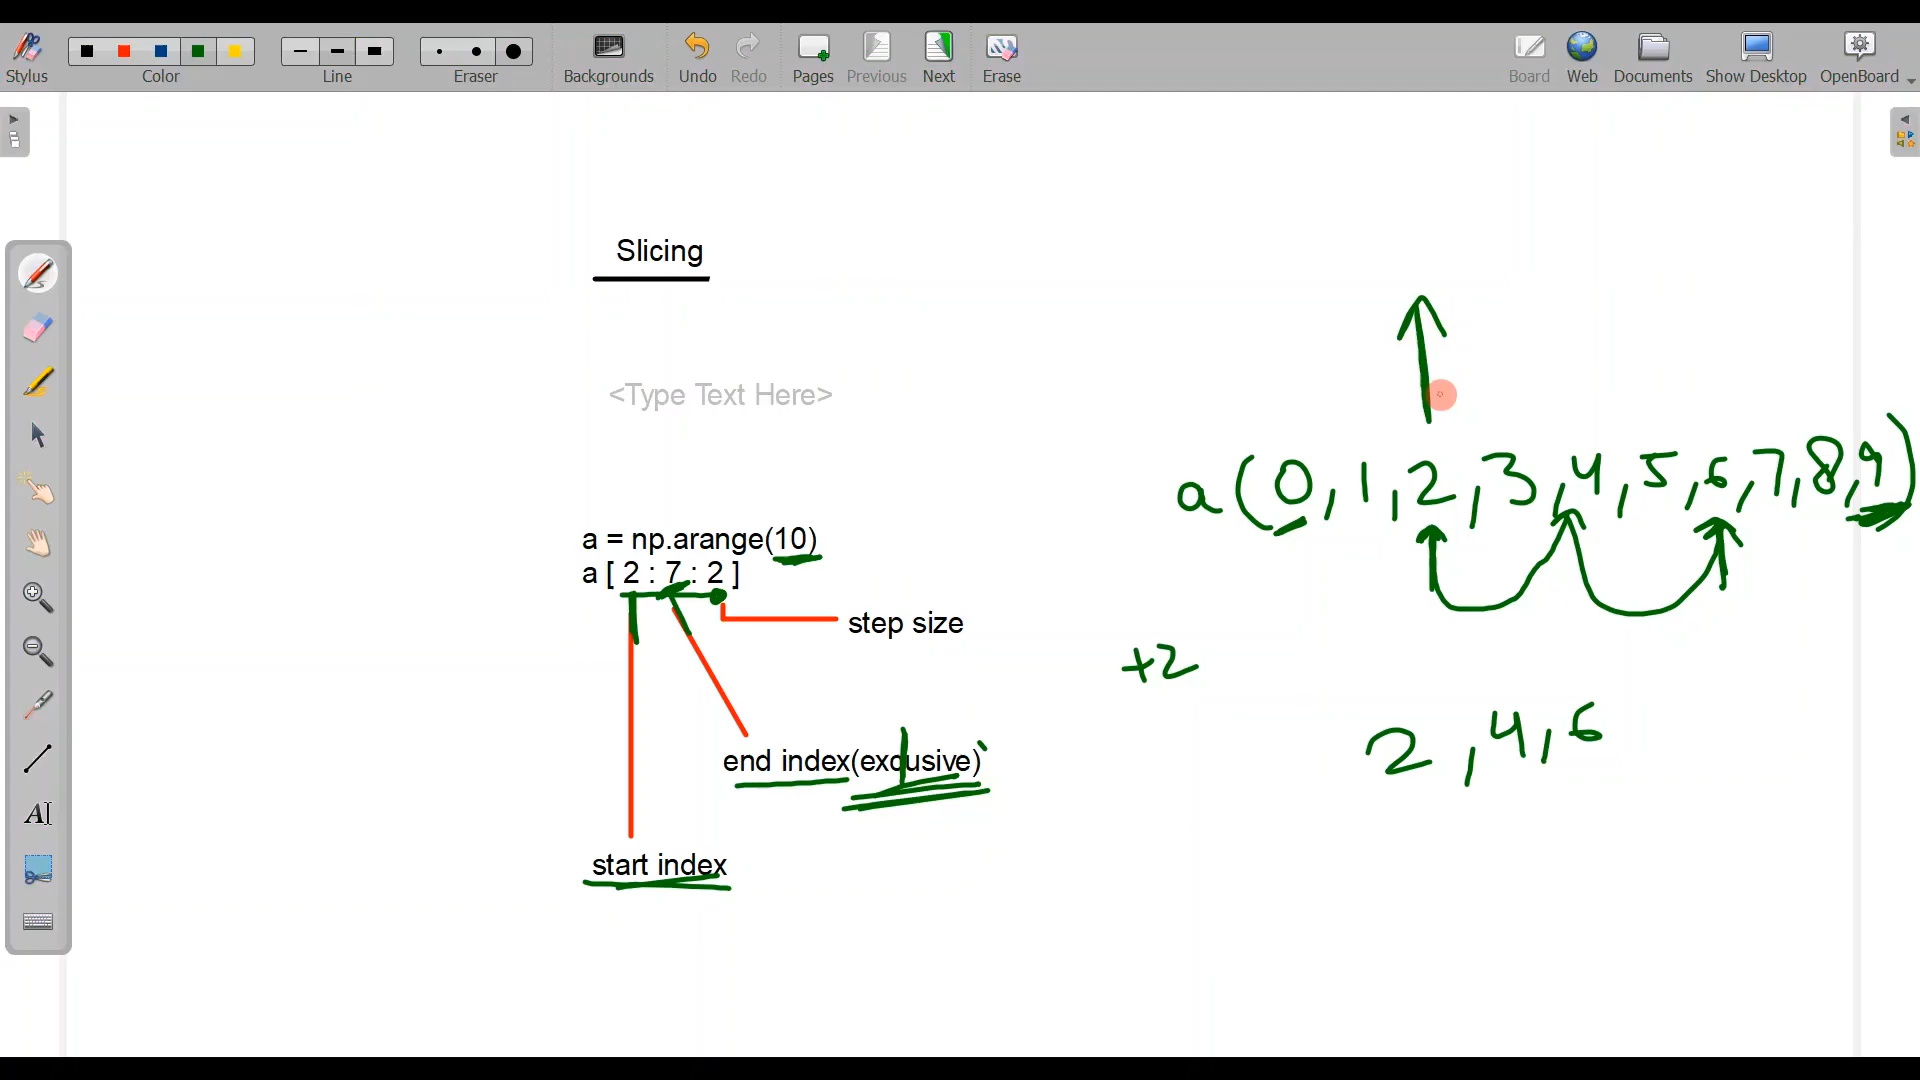 Stylus Color Line Eraser Backgrounds Undo Redo Pages Previous Next Erase Board Web Documents Show Desktop OpenBoard
Slicing
<Type Text Here>
a (0, 1, 2, 3, 4, 5, 6, 7, 8, 9)
a = np.arange(10)
a [ 2 : 7 : 2 ]
step size
+2
2, 4, 6
end index(exclusive)
start index